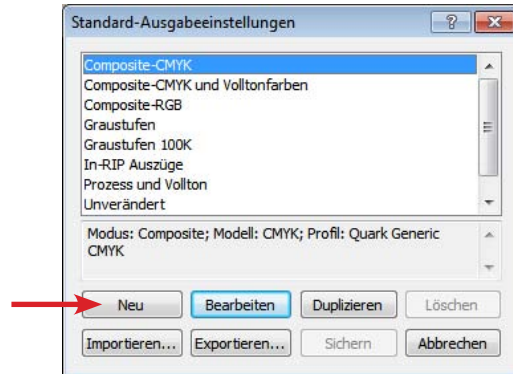 Standard-Ausgabeeinstellungen
Composite-CMYK
Composite-CMYK und Volltonfarben
Composite-RGB
Graustufen
Graustufen 100K
In-RIP Auszüge
Prozess und Vollton
Unverändert
Modus: Composite; Modell: CMYK; Profil: Quark Generic
CMYK
Neu Bearbeiten Duplizieren Löschen
Importieren... Exportieren... Sichern Abbrechen